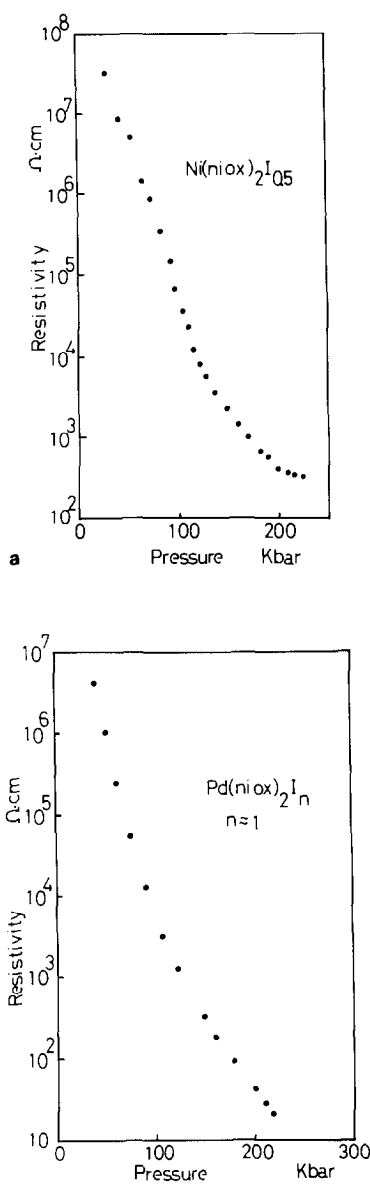 10^8
10^7
10^6
10^5
10^4
10^3
10^2
Ω·cm
Resistivity
Ni(niox)_2I_0.5
0
100
200
Pressure Kbar
a
10^7
10^6
10^5
10^4
10^3
10^2
10
Ω·cm
Resistivity
Pd(niox)_2I_n
n≈1
0
100
200
300
Pressure Kbar